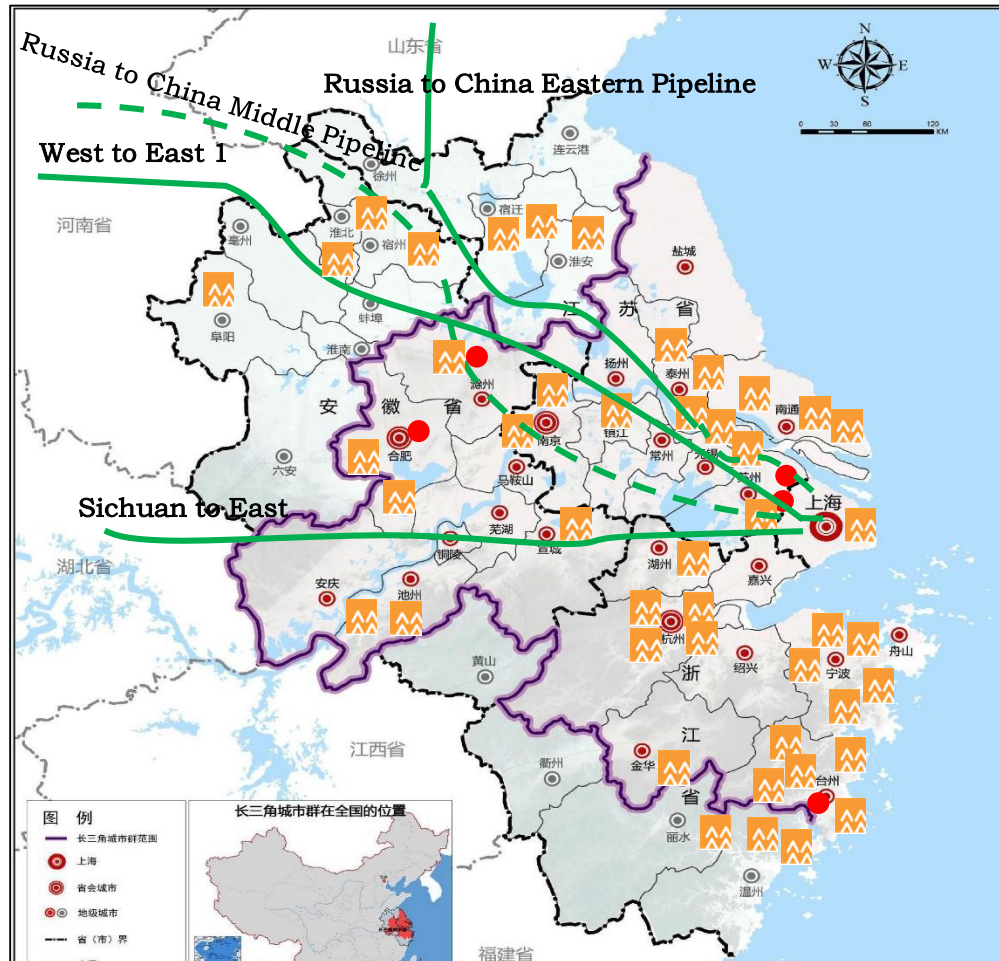 山东省
Russia to China Middle Pipeline
Russia to China Eastern Pipeline
N
W
E
S
0 30 60 120
KM
连云港
West to East 1
徐州
河南省
亳州
淮北
宿州
宿迁
淮安
盐城
阜阳
蚌埠
江苏省
淮南
滁州
扬州
泰州
安徽省
南京
镇江
常州
无锡
南通
合肥
六安
马鞍山
苏州
上海
Sichuan to East
芜湖
铜陵
宣城
湖州
嘉兴
湖北省
安庆
池州
杭州
绍兴
宁波
舟山
黄山
浙江省
江西省
衢州
金华
台州
丽水
温州
福建省
图 例
长三角城市群范围
上海
省会城市
地级城市
省（市）界
长三角城市群在全国的位置